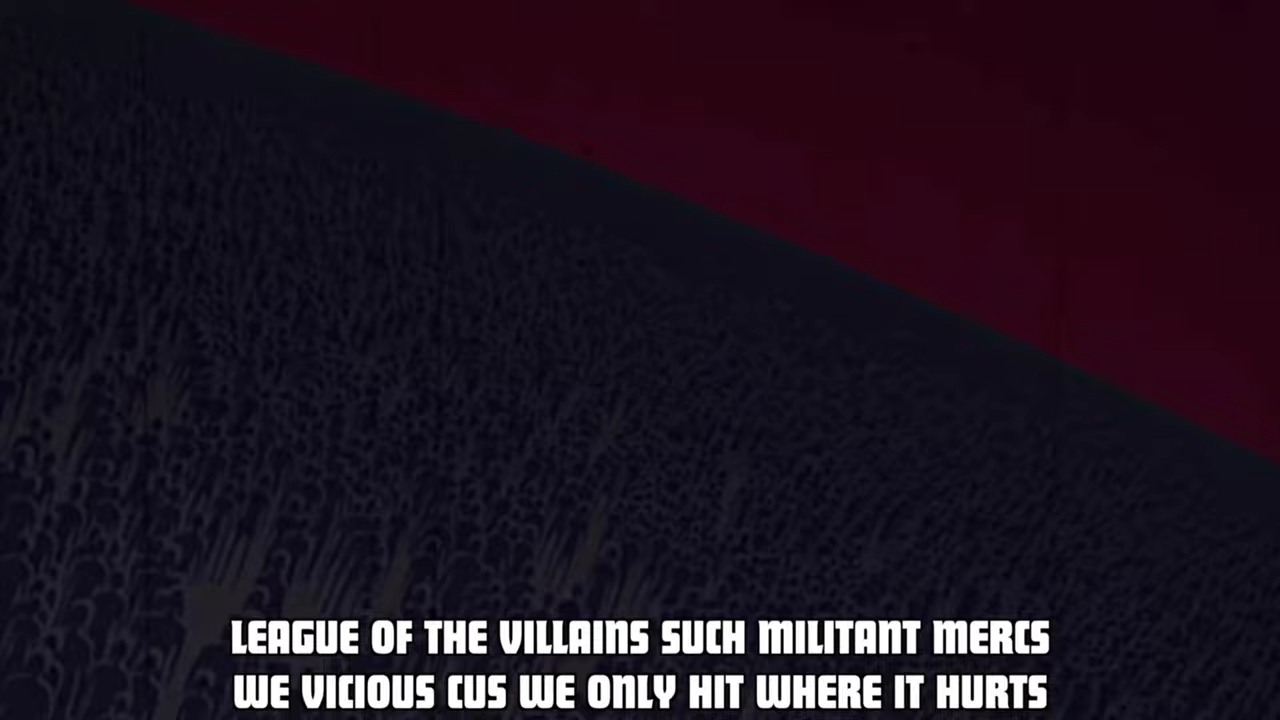 LEAGUE OF THE VILLAINS SUCH MILITANT MERCS
WE VICIOUS CUS WE ONLY HIT WHERE IT HURTS